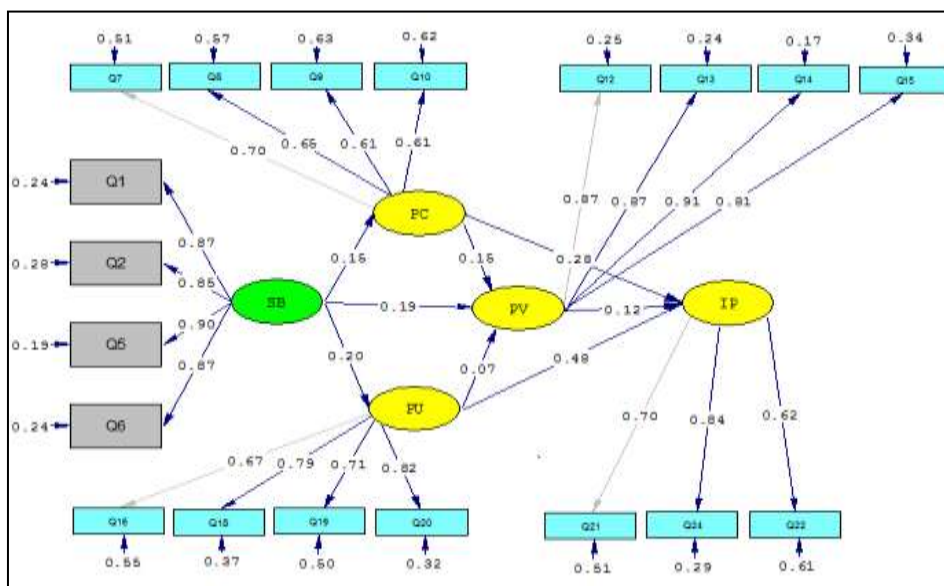 0.51 0.57 0.63 0.62 0.25 0.24 0.17 0.34
Q7 Q8 Q9 Q10 Q12 Q13 Q14 Q15
0.70 0.65 0.61 0.61
0.24 Q1
0.87 0.87 0.91 0.81
PC
0.28 Q2
0.87 0.15 0.15 0.28
0.85
SB 0.19 PV 0.12 IP
0.19 Q5
0.90
0.20 0.07 0.48
0.87
0.24 Q6
PU
0.70 0.84 0.62
0.67 0.79 0.71 0.82
Q16 Q18 Q19 Q20 Q21 Q24 Q22
0.55 0.37 0.50 0.32 0.51 0.29 0.61